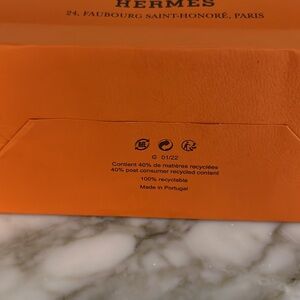 HERMES
24, FAUBOURG SAINT-HONORÉ, PARIS
G 01/22
Contient 40% de matières recyclées
40% post consumer recycled content
100% recyclable
Made in Portugal